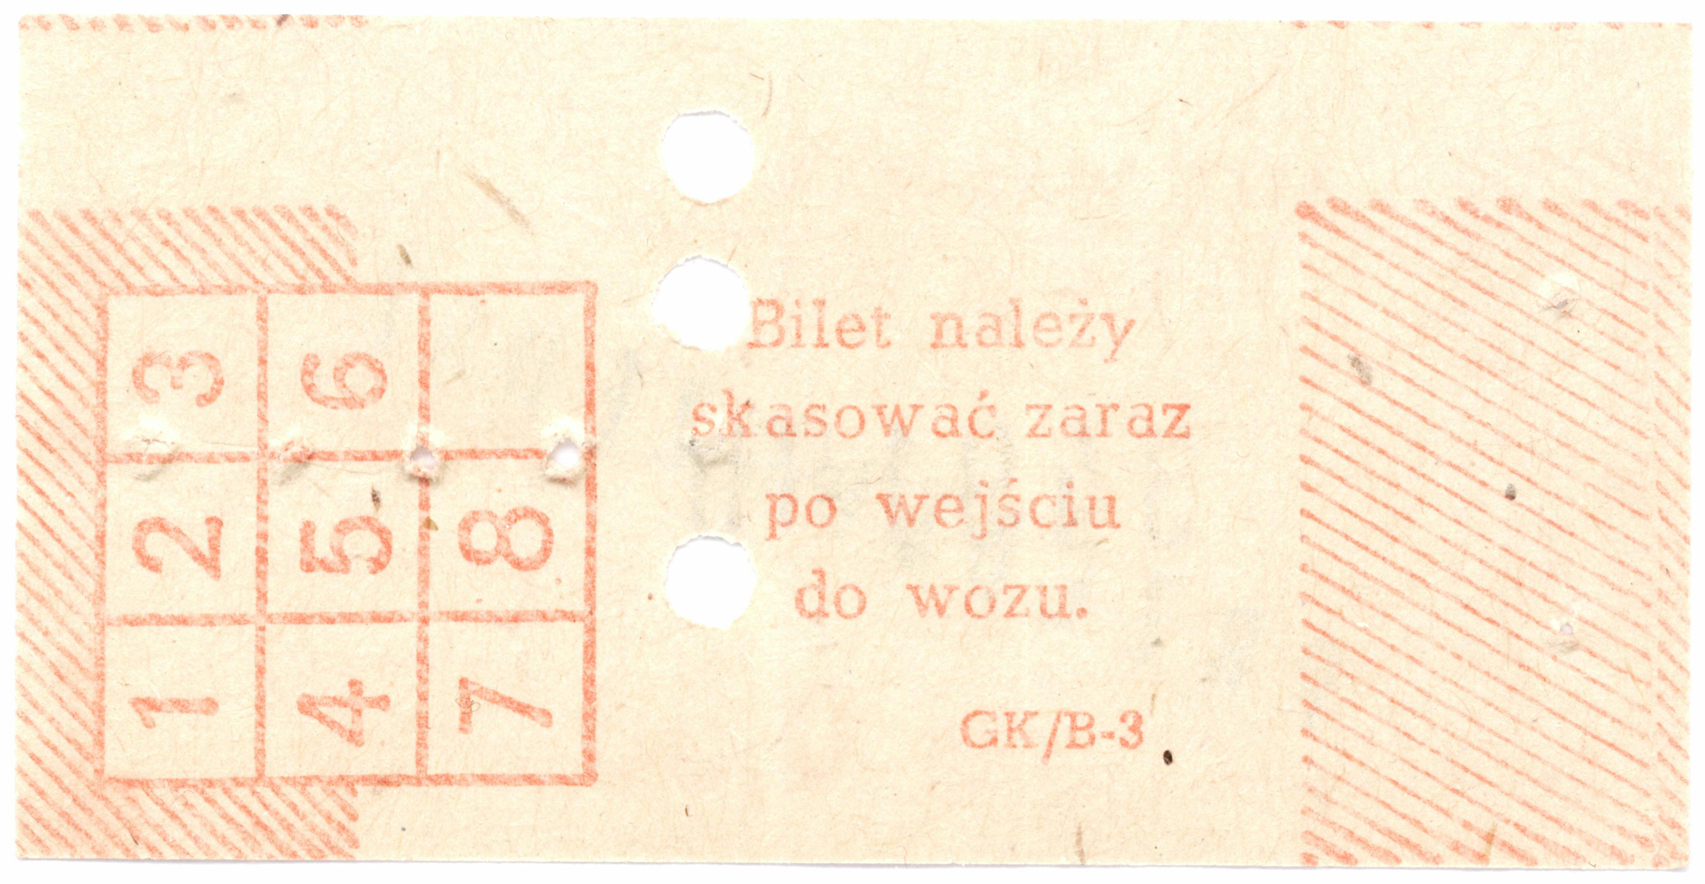 3 6
2 5 8
1 4 7
Bilet należy
skasować zaraz
po wejściu
do wozu.
GK/B-3